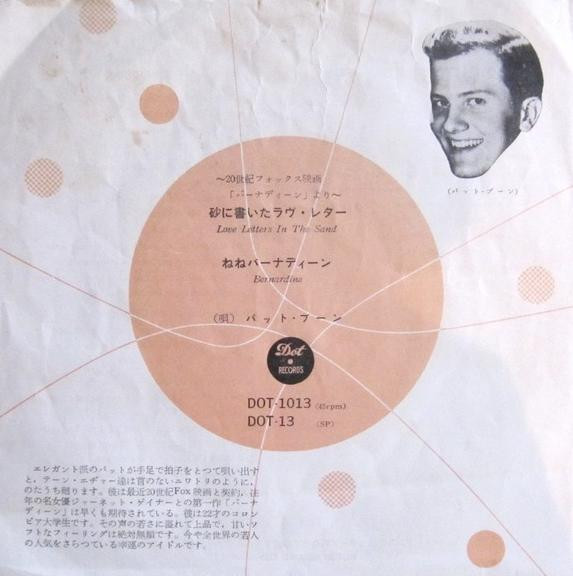 (パット・ブーン)
〜20世紀フォックス映画
「バーナディーン」より〜
砂に書いたラヴ・レター
Love Letters In The Sand
ねねバーナディーン
Bernardine
(唄) パット・ブーン
Dot
RECORDS
DOT-1013 (45rpm)
DOT-13 (SP)
エレガント派のパットが手足で拍子をとつて唄い出す
と、テーン・エヂャー達は首のないニワトリのように、
のたうち廻ります。彼は最近20世紀Fox映画と契約、往
年の名女優ジャーネット・ゲイナーとの第一作「バーナ
ディーン」は早くも期待されている。彼は22才のコロン
ビア大学生です。その声の若さに溢れて上品で、甘いソ
フトなフィーリングは絶対無類です。今や全世界の若人
の人気をさらつている幸運のアイドルです。